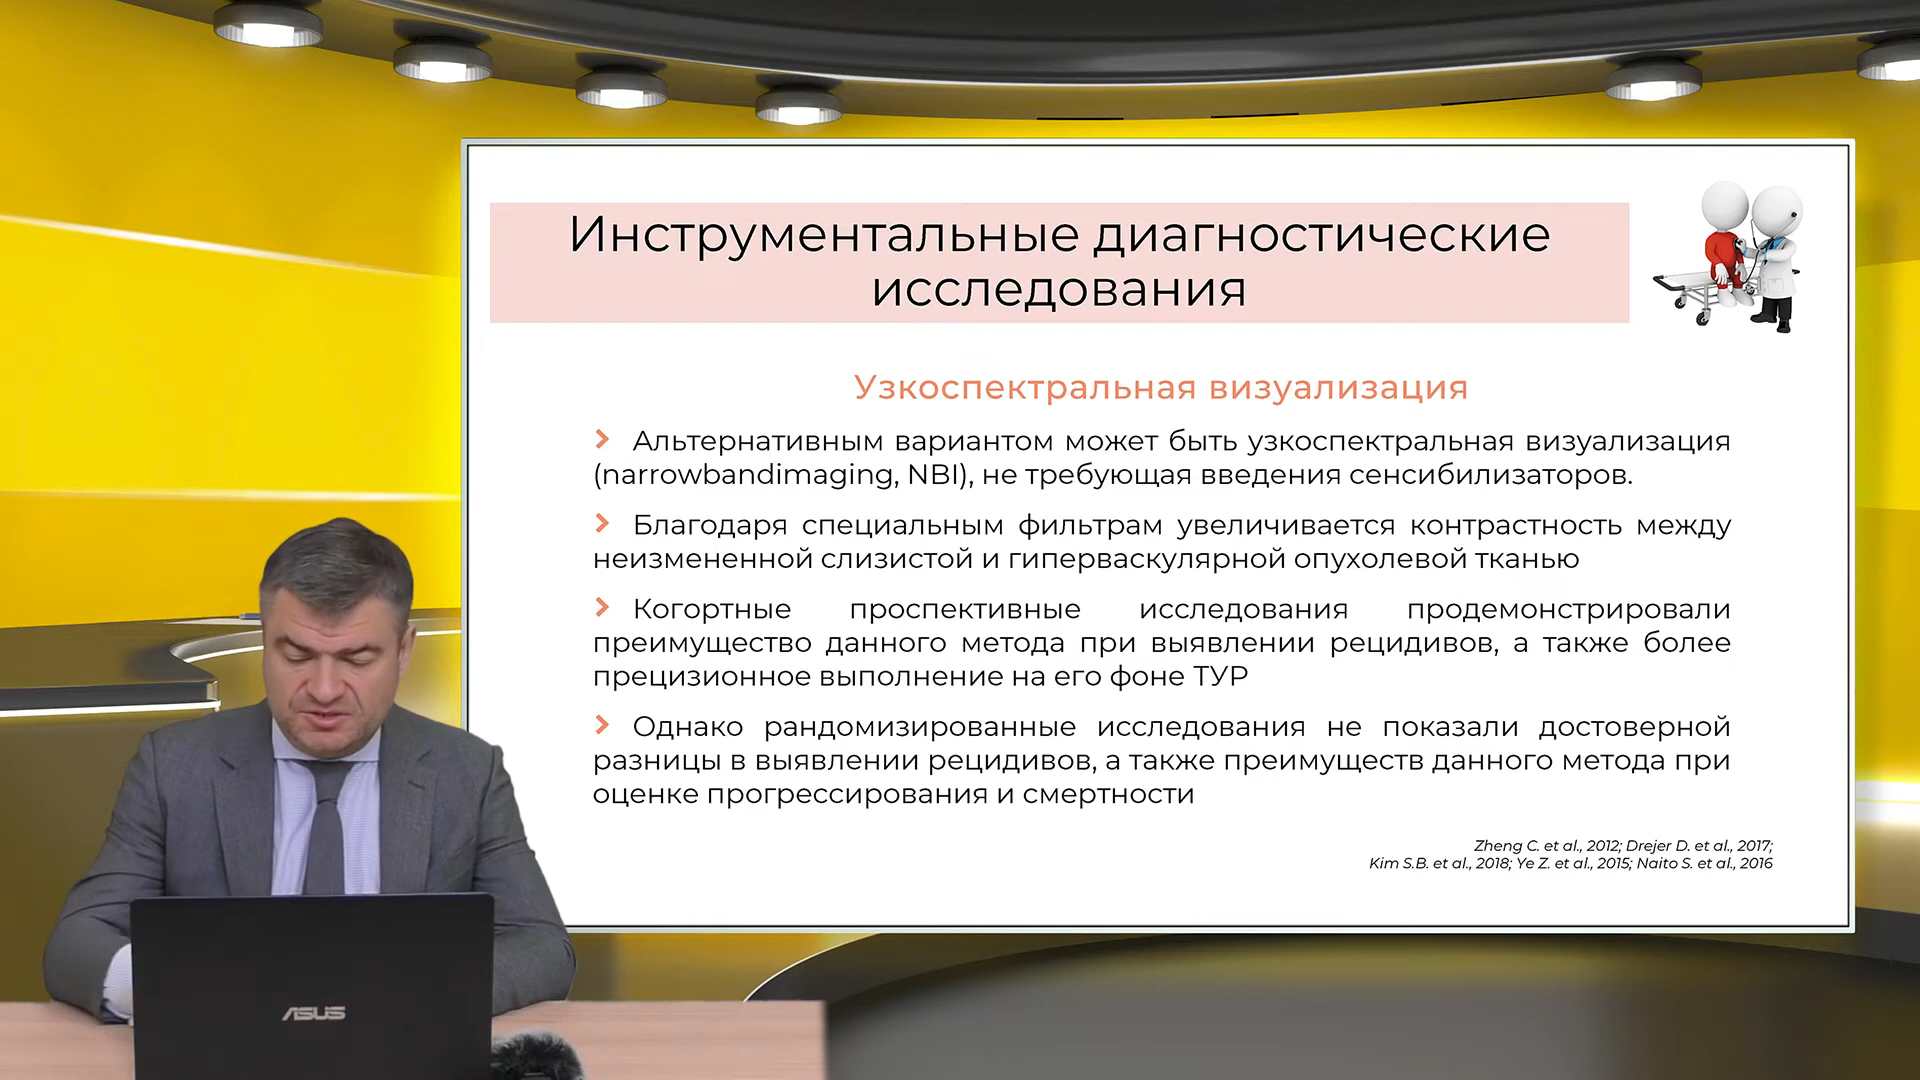 Инструментальные диагностические
исследования
Узкоспектральная визуализация
Альтернативным вариантом может быть узкоспектральная визуализация
(narrowbandimaging, NBI), не требующая введения сенсибилизаторов.
Благодаря специальным фильтрам увеличивается контрастность между
неизмененной слизистой и гиперваскулярной опухолевой тканью
Когортные проспективные исследования продемонстрировали
преимущество данного метода при выявлении рецидивов, а также более
прецизионное выполнение на его фоне ТУР
Однако рандомизированные исследования не показали достоверной
разницы в выявлении рецидивов, а также преимуществ данного метода при
оценке прогрессирования и смертности
Zheng C. et al., 2012; Drejer D. et al., 2017;
Kim S.B. et al., 2018; Ye Z. et al., 2015; Naito S. et al., 2016
ASUS